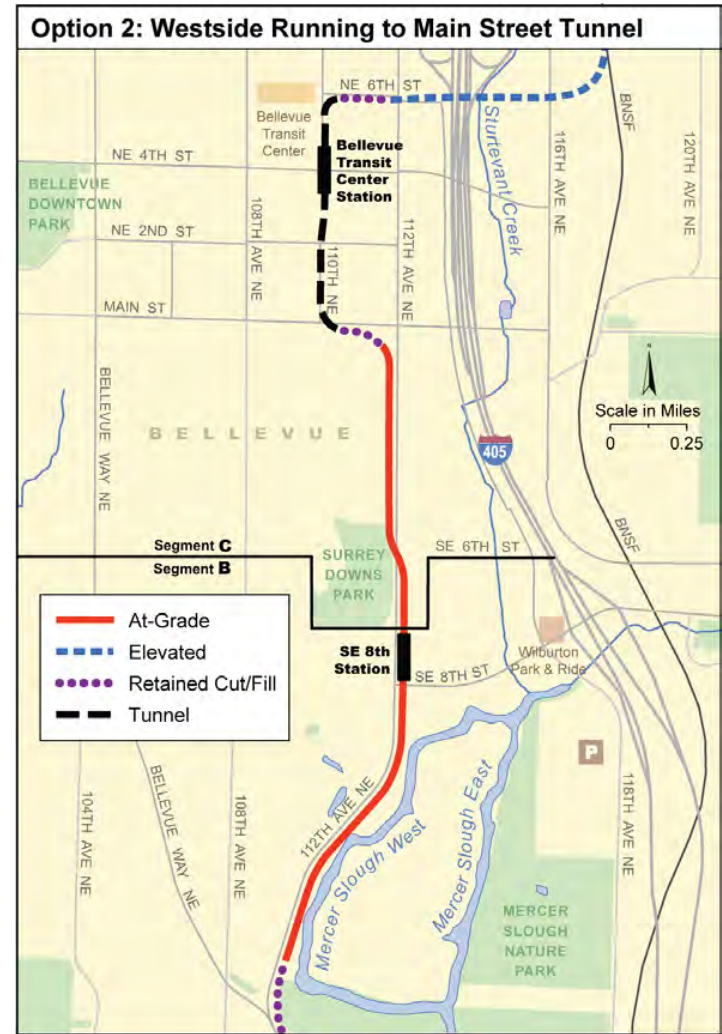 Option 2: Westside Running to Main Street Tunnel
NE 6TH ST
Bellevue
Transit
Center
Bellevue
Transit
Center
Station
NE 4TH ST
BELLEVUE
DOWNTOWN
PARK
108TH AVE NE
NE 2ND ST
110TH NE
112TH AVE NE
MAIN ST
Sturtevant Creek
116TH AVE NE
BNSF
120TH AVE NE
BELLEVUE WAY NE
BELLEVUE
N
Scale in Miles
0 0.25
405
BNSF
Segment C
Segment B
SURREY
DOWNS
PARK
SE 6TH ST
At-Grade
Elevated
Retained Cut/Fill
Tunnel
SE 8th
Station
SE 8TH ST
Wilburton
Park & Ride
P
104TH AVE NE
BELLEVUE WAY NE
108TH AVE NE
112TH AVE NE
Mercer Slough West
Mercer Slough East
118TH AVE NE
MERCER
SLOUGH
NATURE
PARK